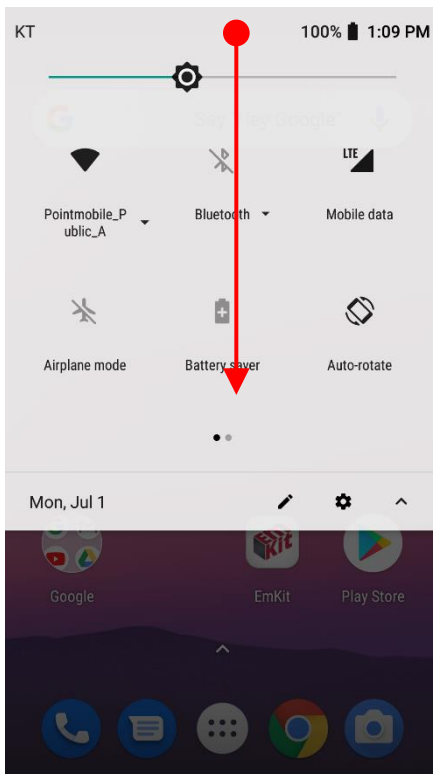 KT 100% 1:09 PM
Say "Hey Google"
LTE
Pointmobile_P
ublic_A
Bluetooth
Mobile data
Airplane mode
Battery saver
Auto-rotate
Mon, Jul 1
Google
EmKit
Play Store
EmKit